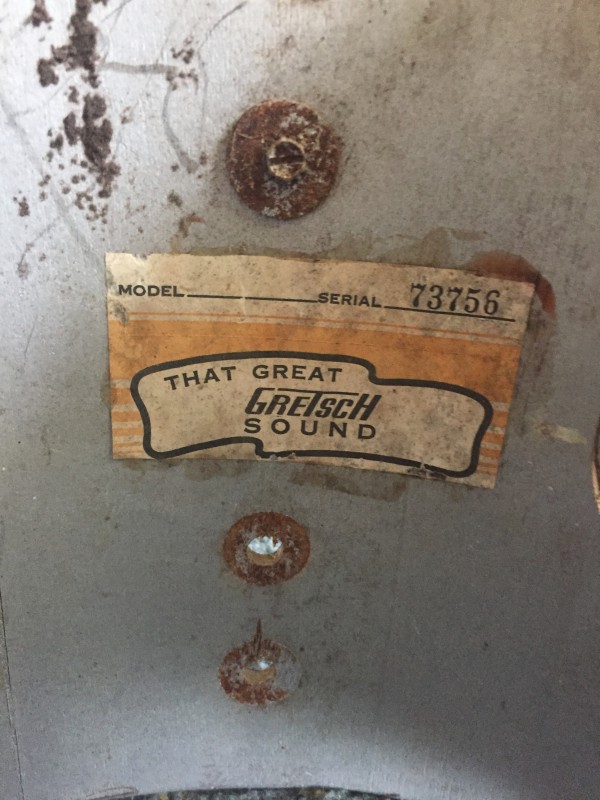 MODEL SERIAL 73756
THAT GREAT
GRETSCH
SOUND